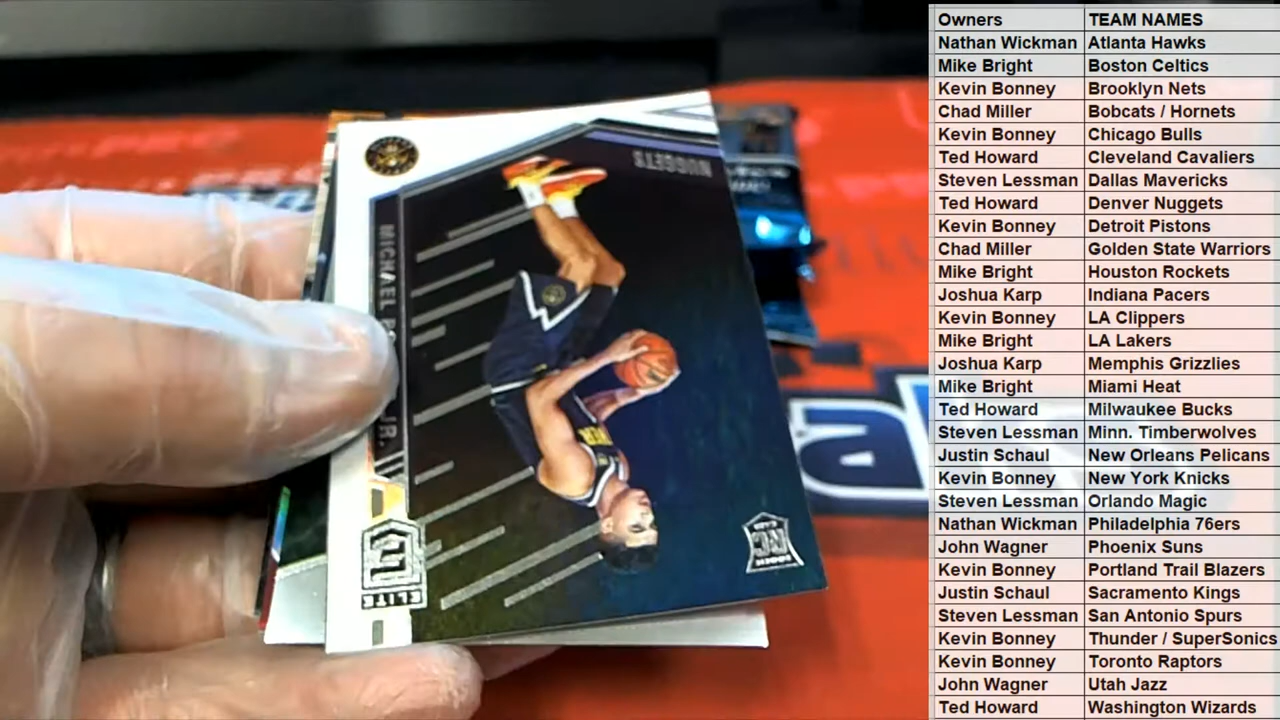 NUGGETS
MICHAEL JR.
RC
ELITE
Owners TEAM NAMES
Nathan Wickman Atlanta Hawks
Mike Bright Boston Celtics
Kevin Bonney Brooklyn Nets
Chad Miller Bobcats / Hornets
Kevin Bonney Chicago Bulls
Ted Howard Cleveland Cavaliers
Steven Lessman Dallas Mavericks
Ted Howard Denver Nuggets
Kevin Bonney Detroit Pistons
Chad Miller Golden State Warriors
Mike Bright Houston Rockets
Joshua Karp Indiana Pacers
Kevin Bonney LA Clippers
Mike Bright LA Lakers
Joshua Karp Memphis Grizzlies
Mike Bright Miami Heat
Ted Howard Milwaukee Bucks
Steven Lessman Minn. Timberwolves
Justin Schaul New Orleans Pelicans
Kevin Bonney New York Knicks
Steven Lessman Orlando Magic
Nathan Wickman Philadelphia 76ers
John Wagner Phoenix Suns
Kevin Bonney Portland Trail Blazers
Justin Schaul Sacramento Kings
Steven Lessman San Antonio Spurs
Kevin Bonney Thunder / SuperSonics
Kevin Bonney Toronto Raptors
John Wagner Utah Jazz
Ted Howard Washington Wizards